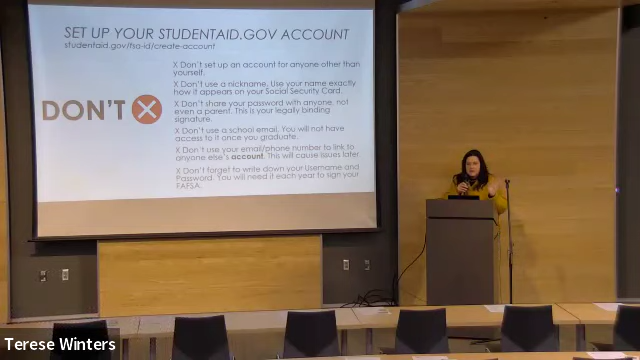 SET UP YOUR STUDENTAID.GOV ACCOUNT
studentaid.gov/fsa-id/create-account
X Don't set up an account for anyone other than
yourself.
X Don't use a nickname. Use your name exactly
how it appears on your Social Security Card.
DON'T X
X Don't share your password with anyone, not
even a parent. This is your legally binding
signature.
X Don't use a school email. You will not have
access to it once you graduate.
X Don't use your email/phone number to link to
anyone else's account. This will cause issues later
X Don't forget to write down your Username and
Password. You will need it each year to sign your
FAFSA.
Terese Winters